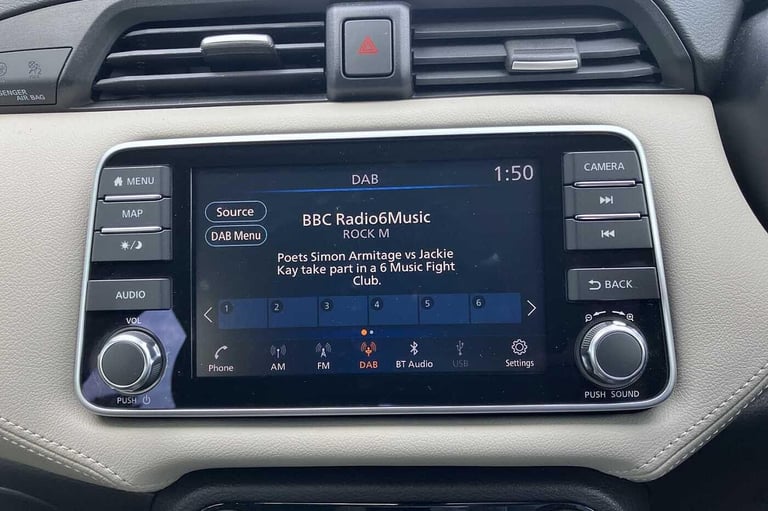 SENGER
AIR BAG
MENU
MAP
AUDIO
VOL
PUSH
DAB
1:50
Source
DAB Menu
BBC Radio6Music
ROCK M
Poets Simon Armitage vs Jackie
Kay take part in a 6 Music Fight
Club.
1 2 3 4 5 6
Phone AM FM DAB BT Audio USB Settings
CAMERA
BACK
PUSH SOUND